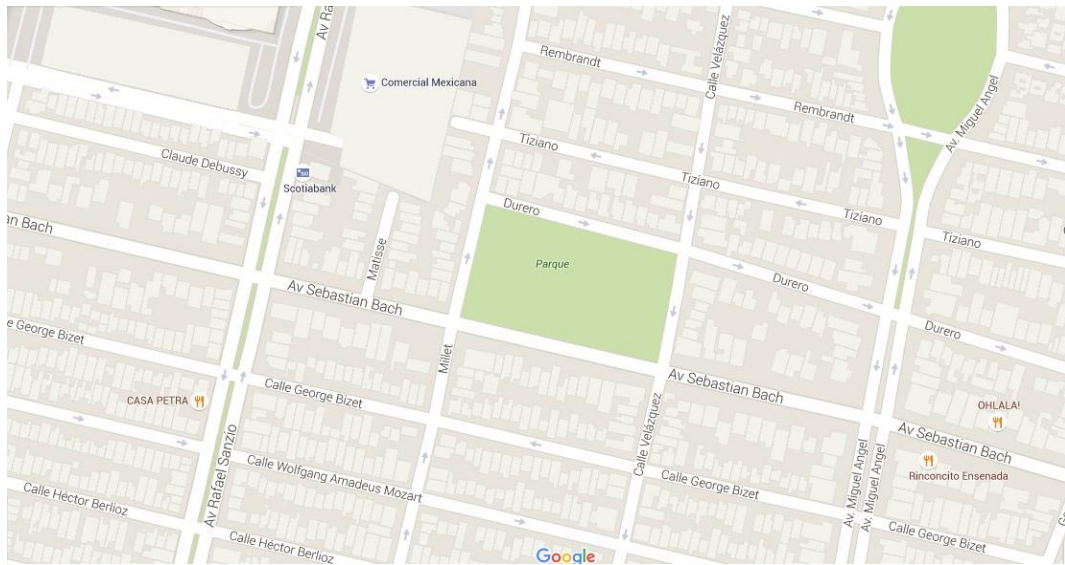 Av Ra
Calle Velázquez
Rembrandt
Comercial Mexicana
Rembrandt
Av. Miguel Angel
Tiziano
Claude Debussy
Scotiabank
Tiziano
Durero
Tiziano
Tiziano
an Bach
Matisse
Parque
Durero
Av Sebastian Bach
Durero
le George Bizet
Millet
Av Sebastian Bach
Calle George Bizet
CASA PETRA
OHLALA!
Calle Velázquez
Av Sebastian Bach
Av Rafael Sanzio
Calle Wolfgang Amadeus Mozart
Rinconcito Ensenada
Calle George Bizet
Av. Miguel Angel
Av. Miguel Angel
Calle Héctor Berlioz
Calle Héctor Berlioz
Calle George Bizet
Google